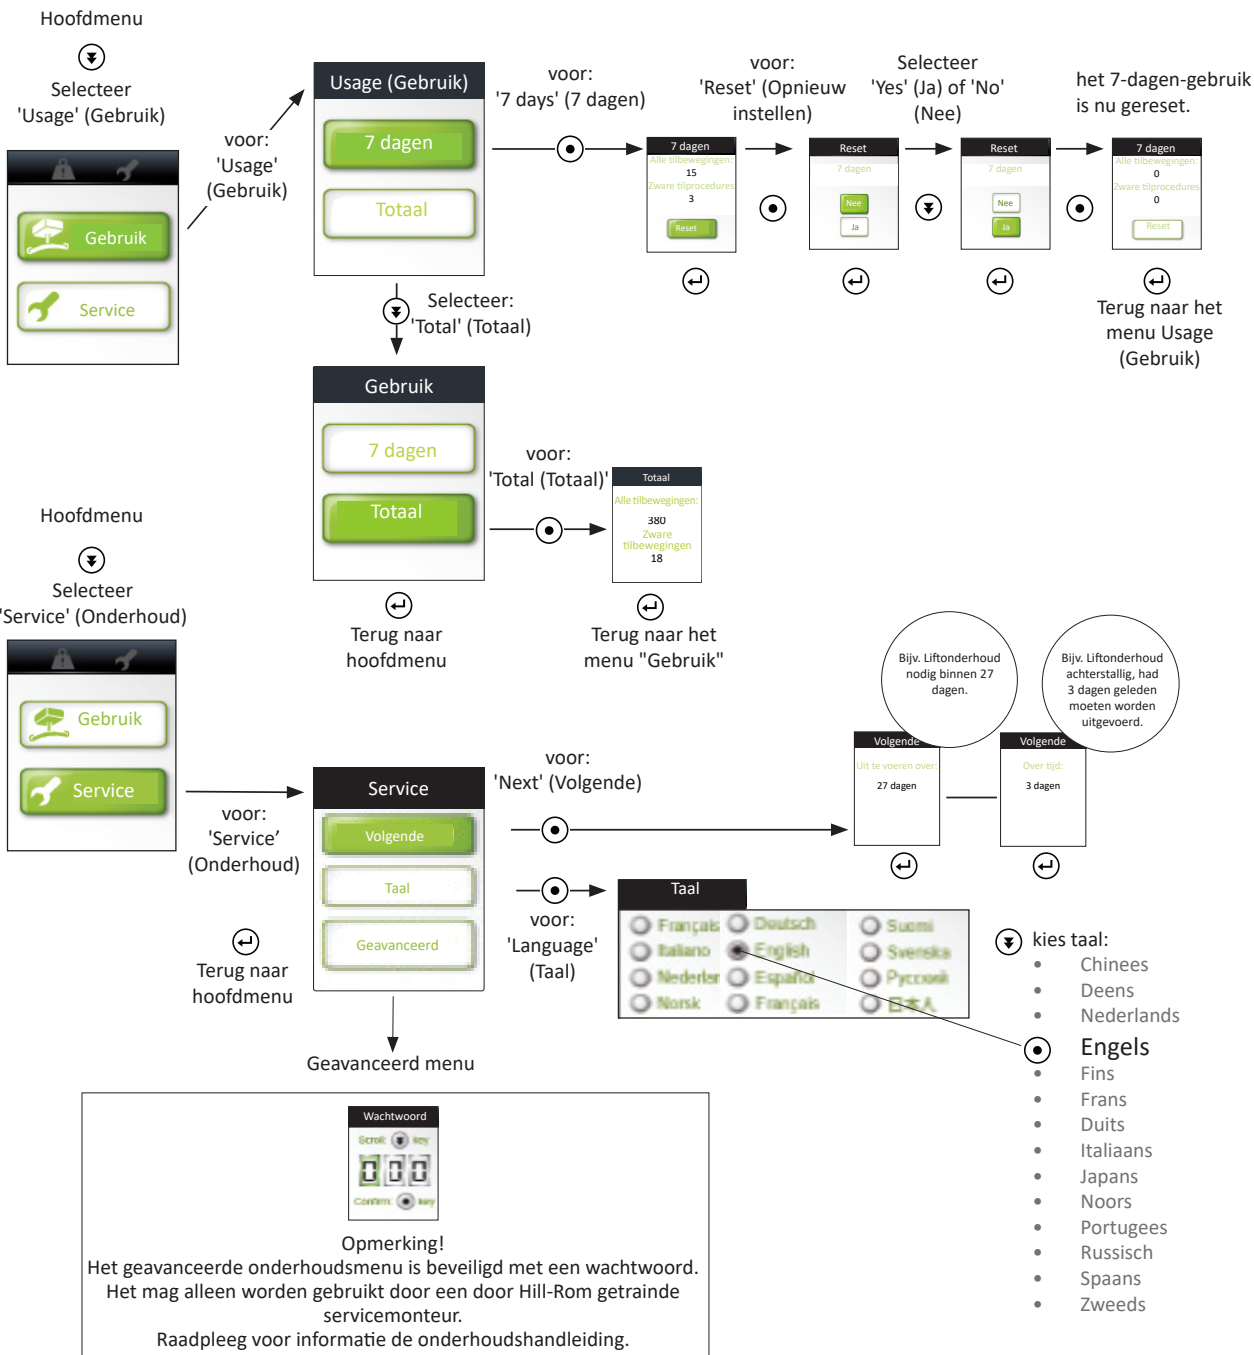 Hoofdmenu
Selecteer
'Usage' (Gebruik)
Gebruik
Service
voor:
'Usage'
(Gebruik)
Usage (Gebruik)
7 dagen
Totaal
voor:
'7 days' (7 dagen)
7 dagen
Alle tilbewegingen:
15
Zware tilprocedures
3
Reset
voor:
'Reset' (Opnieuw
instellen)
Reset
7 dagen
Nee
Ja
Selecteer
'Yes' (Ja) of 'No'
(Nee)
Reset
7 dagen
Nee
Ja
het 7-dagen-gebruik
is nu gereset.
7 dagen
Alle tilbewegingen:
0
Zware tilprocedures
0
Reset
Terug naar het
menu Usage
(Gebruik)
Selecteer:
'Total' (Totaal)
Gebruik
7 dagen
Totaal
Terug naar
hoofdmenu
voor:
'Total (Totaal)'
Totaal
Alle tilbewegingen:
380
Zware
tilbewegingen
18
Terug naar het
menu "Gebruik"
Hoofdmenu
Selecteer
'Service' (Onderhoud)
Gebruik
Service
voor:
'Service’
(Onderhoud)
Terug naar
hoofdmenu
Service
Volgende
Taal
Geavanceerd
voor:
'Next' (Volgende)
Bijv. Liftonderhoud
nodig binnen 27
dagen.
Volgende
Uit te voeren over:
27 dagen
Bijv. Liftonderhoud
achterstallig, had
3 dagen geleden
moeten worden
uitgevoerd.
Volgende
Over tijd:
3 dagen
voor:
'Language'
(Taal)
Taal
Français Deutsch Suomi
Italiano English Svenska
Nederlar Español Русский
Norsk Français 日本人
kies taal:
• Chinees
• Deens
• Nederlands
Engels
• Fins
• Frans
• Duits
• Italiaans
• Japans
• Noors
• Portugees
• Russisch
• Spaans
• Zweeds
Geavanceerd menu
Wachtwoord
Scroll: key
000
Confirm: key
Opmerking!
Het geavanceerde onderhoudsmenu is beveiligd met een wachtwoord.
Het mag alleen worden gebruikt door een door Hill-Rom getrainde
servicemonteur.
Raadpleeg voor informatie de onderhoudshandleiding.